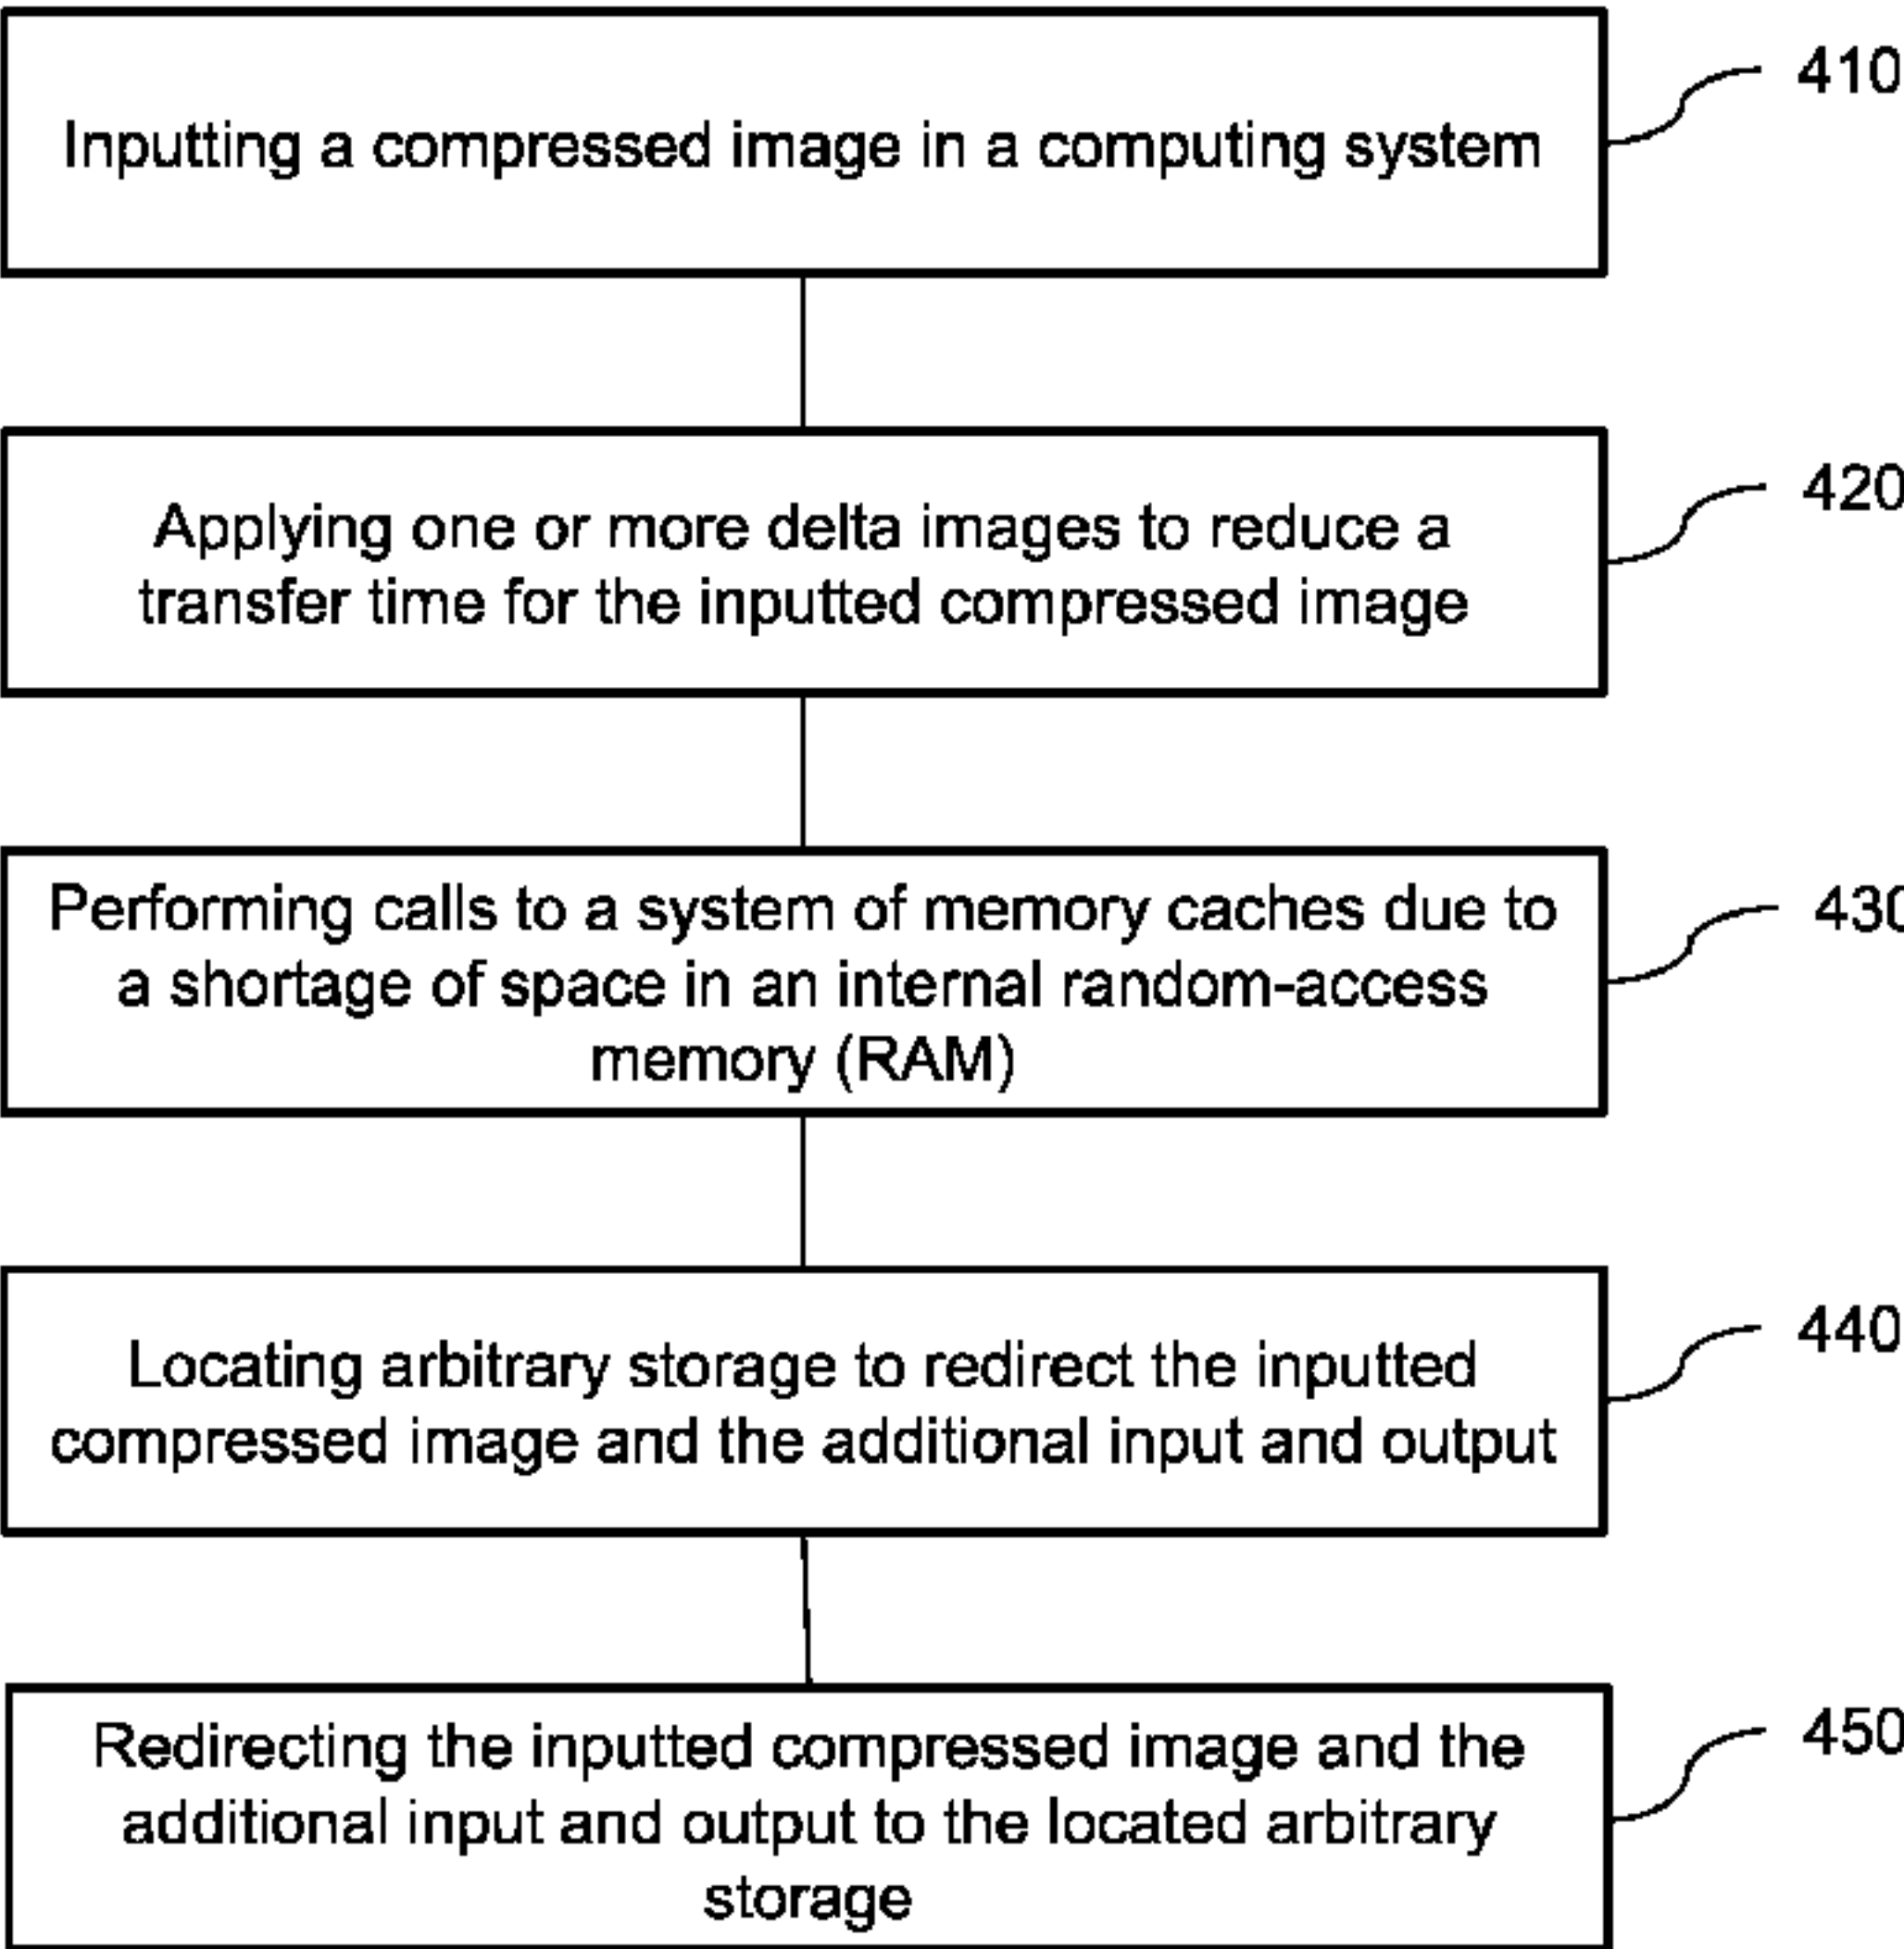 Inputting a compressed image in a computing system
410
Applying one or more delta images to reduce a
transfer time for the inputted compressed image
420
Performing calls to a system of memory caches due to
a shortage of space in an internal random-access
memory (RAM)
430
Locating arbitrary storage to redirect the inputted
compressed image and the additional input and output
440
Redirecting the inputted compressed image and the
additional input and output to the located arbitrary
storage
450